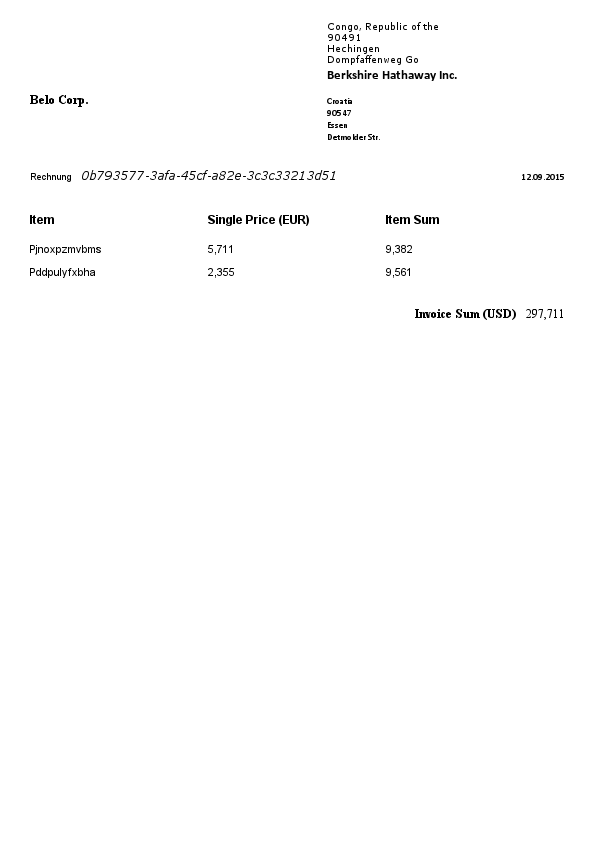 Congo, Republic of the
90491
Hechingen
Dompfaffenweg Go
Berkshire Hathaway Inc.
Belo Corp.
Croatia
90547
Essen
Detmolder Str.
Rechnung 0b793577-3afa-45cf-a82e-3c3c33213d51 12.09.2015
Item Single Price (EUR) Item Sum
Pjnoxpzmvbms 5,711 9,382
Pddpulyfxbha 2,355 9,561
Invoice Sum (USD) 297,711